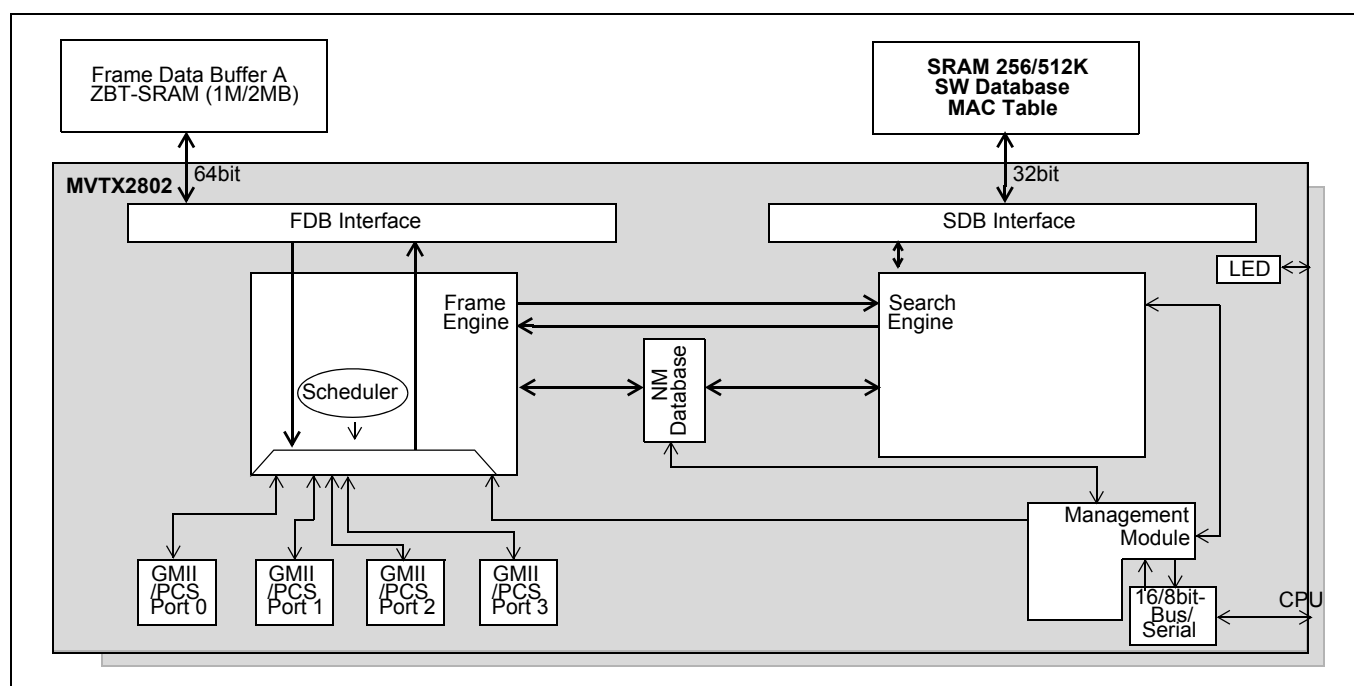 Frame Data Buffer A
ZBT-SRAM (1M/2MB)
SRAM 256/512K
SW Database
MAC Table
64bit
32bit
MVTX2802
FDB Interface
SDB Interface
LED
Frame
Engine
Search
Engine
Scheduler
NM
Database
Management
Module
GMII
/PCS
Port 0
GMII
/PCS
Port 1
GMII
/PCS
Port 2
GMII
/PCS
Port 3
16/8bit-
Bus/
Serial
CPU